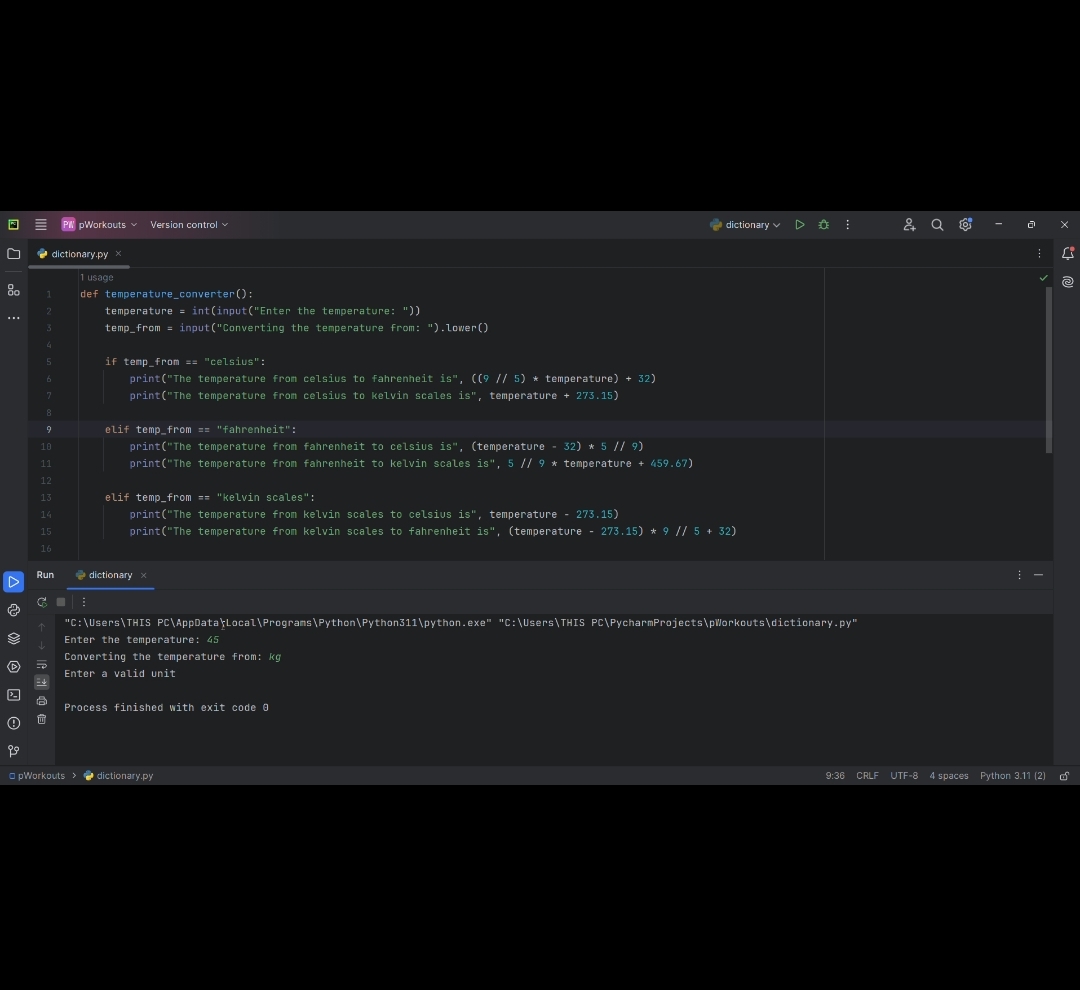 PW pWorkouts Version control dictionary
dictionary.py
1 usage
1 def temperature_converter():
2 temperature = int(input("Enter the temperature: "))
3 temp_from = input("Converting the temperature from: ").lower()
4
5 if temp_from == "celsius":
6 print("The temperature from celsius to fahrenheit is", ((9 // 5) * temperature) + 32)
7 print("The temperature from celsius to kelvin scales is", temperature + 273.15)
8
9 elif temp_from == "fahrenheit":
10 print("The temperature from fahrenheit to celsius is", (temperature - 32) * 5 // 9)
11 print("The temperature from fahrenheit to kelvin scales is", 5 // 9 * temperature + 459.67)
12
13 elif temp_from == "kelvin scales":
14 print("The temperature from kelvin scales to celsius is", temperature - 273.15)
15 print("The temperature from kelvin scales to fahrenheit is", (temperature - 273.15) * 9 // 5 + 32)
16
Run dictionary
"C:\Users\THIS PC\AppData\Local\Programs\Python\Python311\python.exe" "C:\Users\THIS PC\PycharmProjects\pWorkouts\dictionary.py"
Enter the temperature: 45
Converting the temperature from: kg
Enter a valid unit
Process finished with exit code 0
pWorkouts > dictionary.py 9:36 CRLF UTF-8 4 spaces Python 3.11 (2)